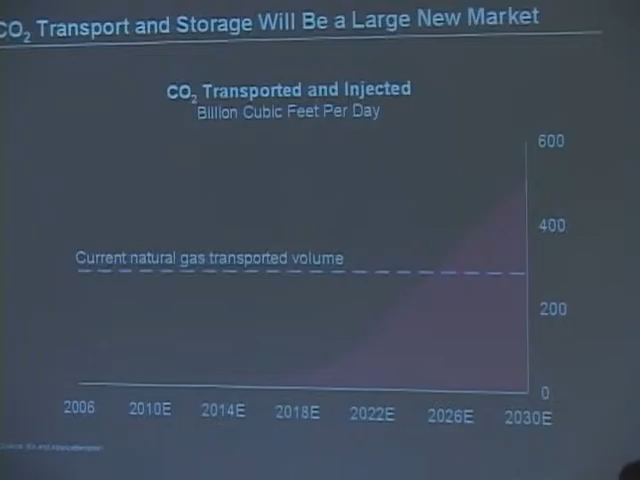 CO2 Transport and Storage Will Be a Large New Market
CO2 Transported and Injected
Billion Cubic Feet Per Day
600
400
Current natural gas transported volume
200
0
2006 2010E 2014E 2018E 2022E 2026E 2030E